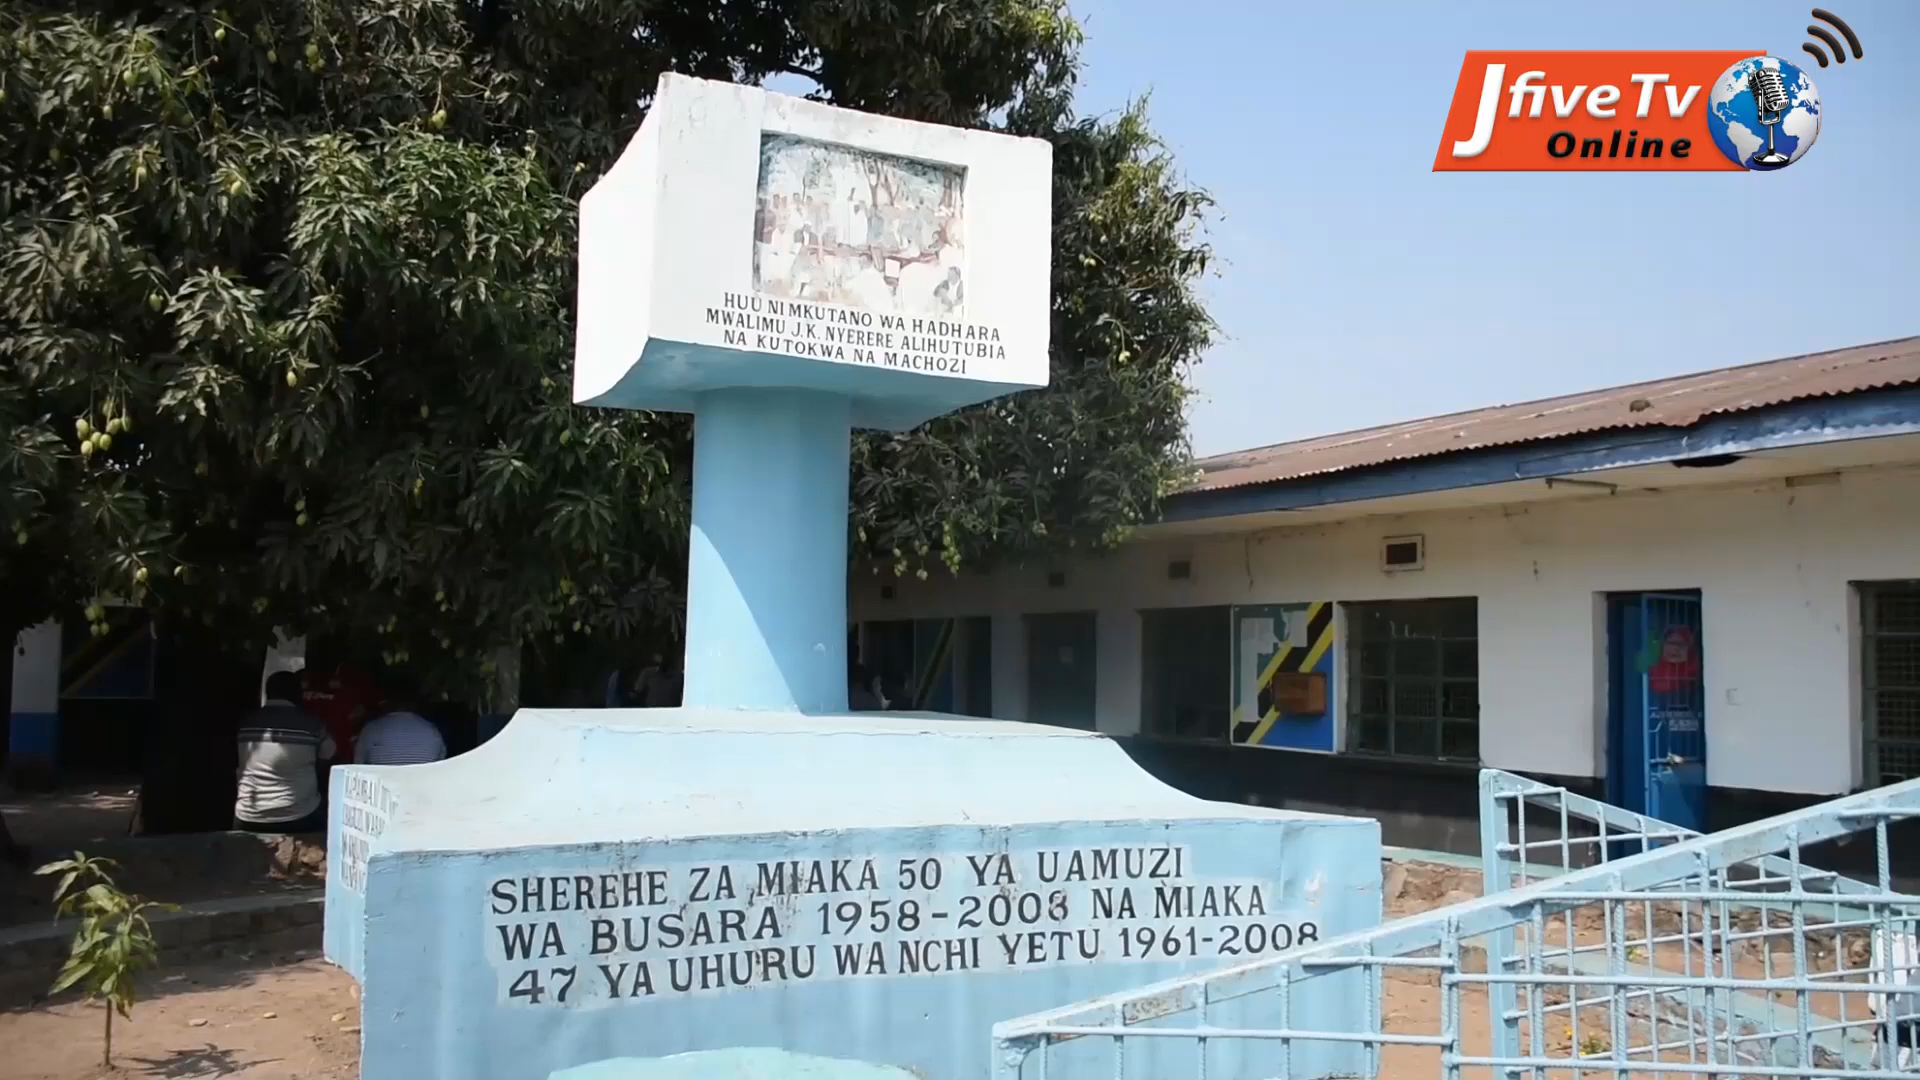 Jfive Tv
Online
HUU NI MKUTANO WA HADHARA
MWALIMU J.K. NYERERE ALIHUTUBIA
NA KUTOKWA NA MACHOZI
SHEREHE ZA MIAKA 50 YA UAMUZI
WA BUSARA 1958-2008 NA MIAKA
47 YA UHURU WA NCHI YETU 1961-2008